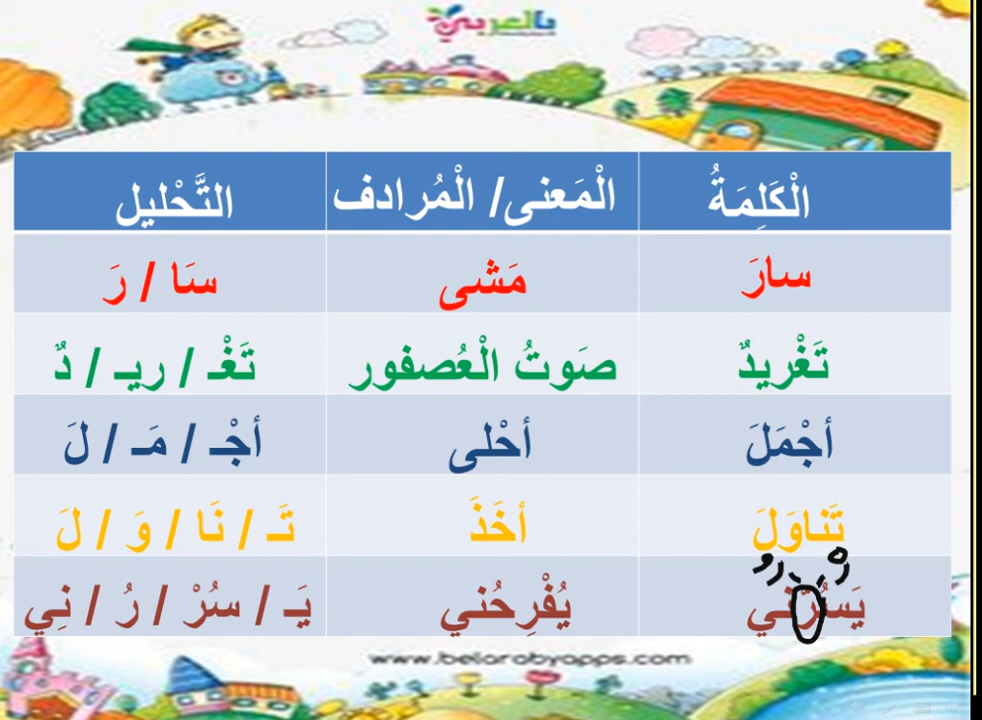 بالعربي
الْكَلِمَةُ الْمَعنى/ الْمُرادف التَّحْليل
سارَ مَشى سَا / رَ
تَغْريدٌ صَوتُ الْعُصفور تَغْـ / ريـ / دٌ
أجْمَلَ أحْلى أجْـ / مَـ / لَ
تَناوَلَ أخَذَ تَـ / نَا / وَ / لَ
يَسُرّني يُفْرِحُني يَـ / سُرْ / رُ / نِي
www.belarabyapps.com